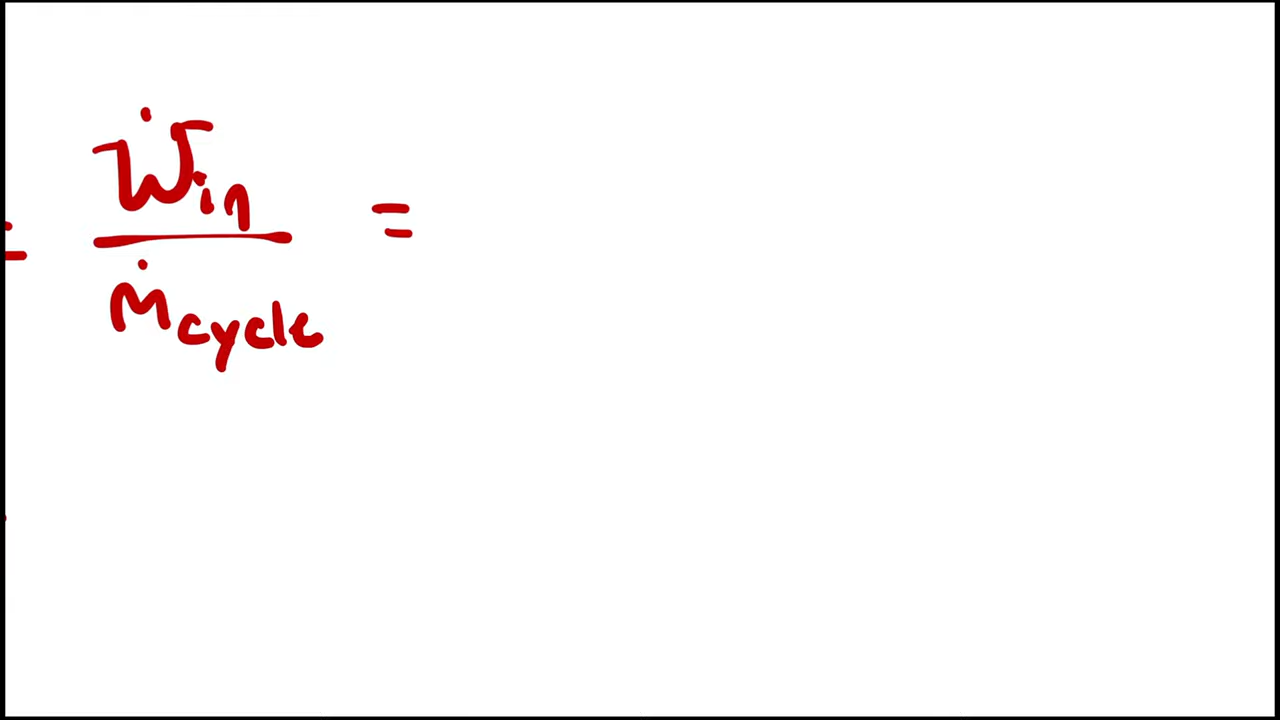 = Ẇin / ṁcycle =